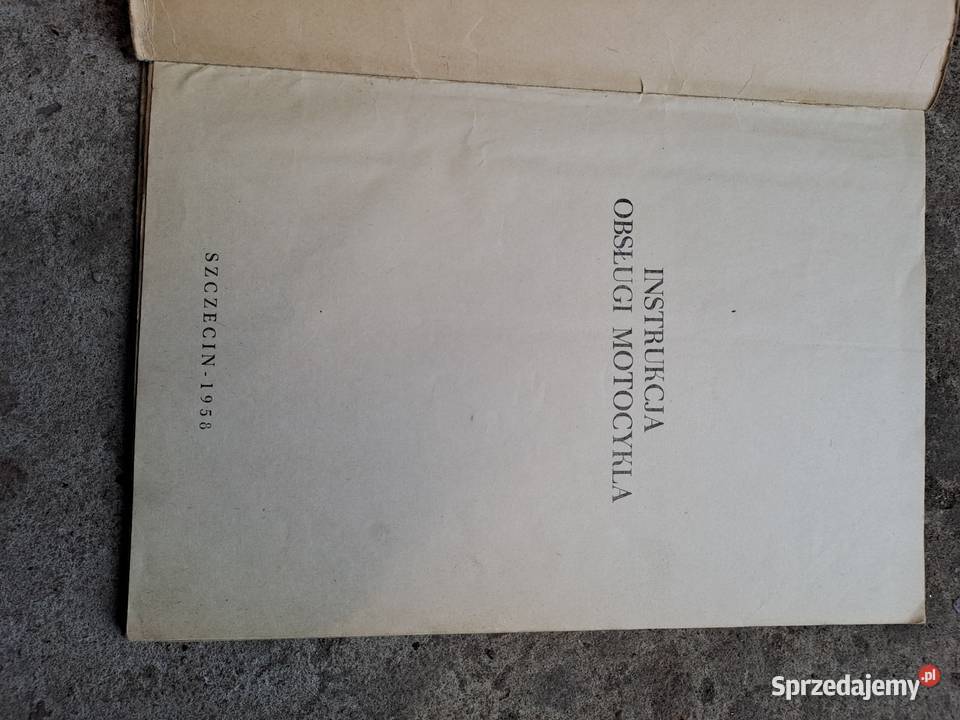 INSTRUKCJA
OBSŁUGI MOTOCYKLA
SZCZECIN-1958
Sprzedajemy.pl